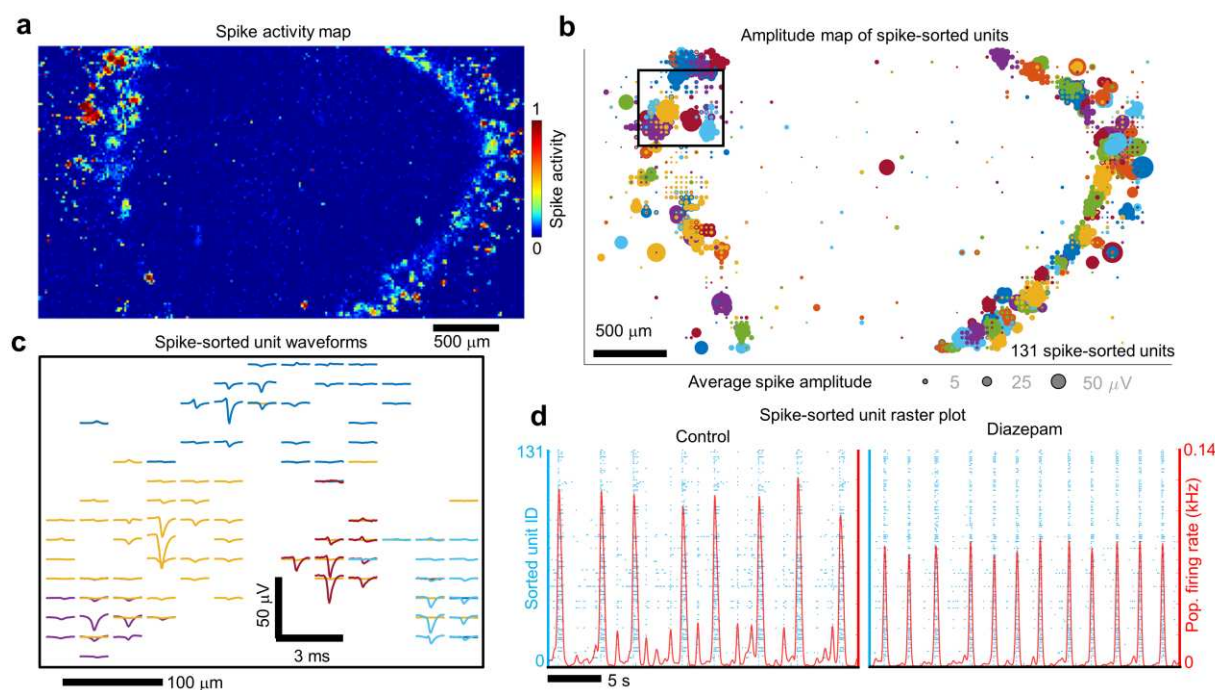 a
Spike activity map
1
Spike activity
0
500 μm
b
Amplitude map of spike-sorted units
500 μm
131 spike-sorted units
Average spike amplitude 5 25 50 μV
c
Spike-sorted unit waveforms
50 μV
3 ms
100 μm
d
Spike-sorted unit raster plot
Control Diazepam
131
Sorted unit ID
0
0.14
Pop. firing rate (kHz)
0
5 s